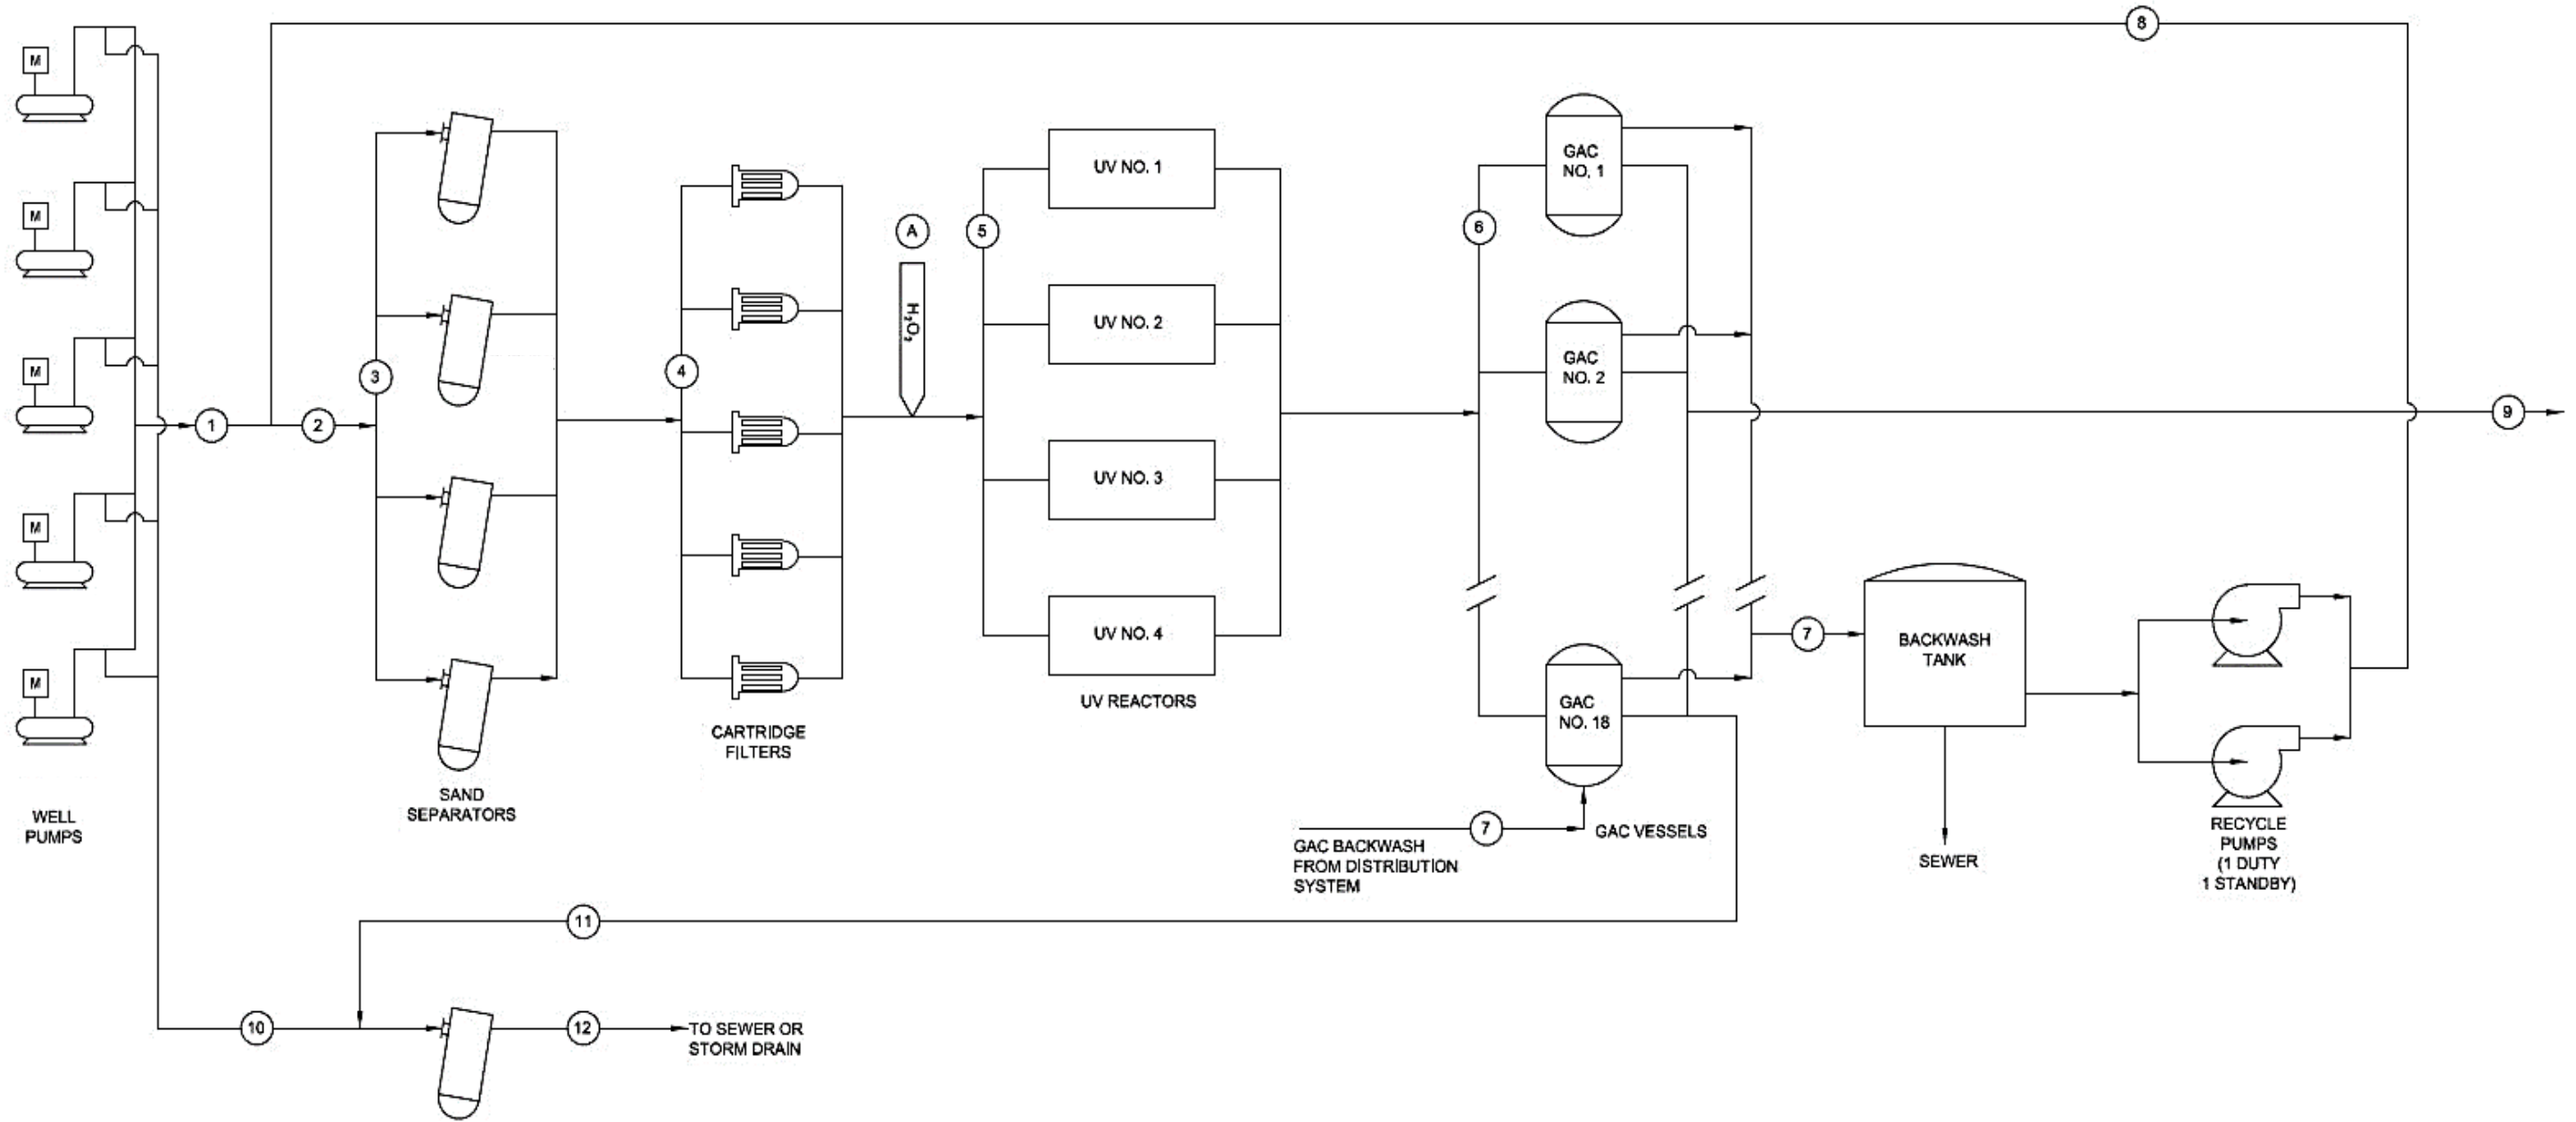 8
M
M
M
M
M
1
2
3
4
A
H₂O₂
5
UV NO. 1
UV NO. 2
UV NO. 3
UV NO. 4
UV REACTORS
6
GAC
NO. 1
GAC
NO. 2
GAC
NO. 18
9
7
BACKWASH
TANK
SEWER
RECYCLE
PUMPS
(1 DUTY
1 STANDBY)
WELL
PUMPS
SAND
SEPARATORS
CARTRIDGE
FILTERS
7
GAC VESSELS
GAC BACKWASH
FROM DISTRIBUTION
SYSTEM
11
10
12
TO SEWER OR
STORM DRAIN